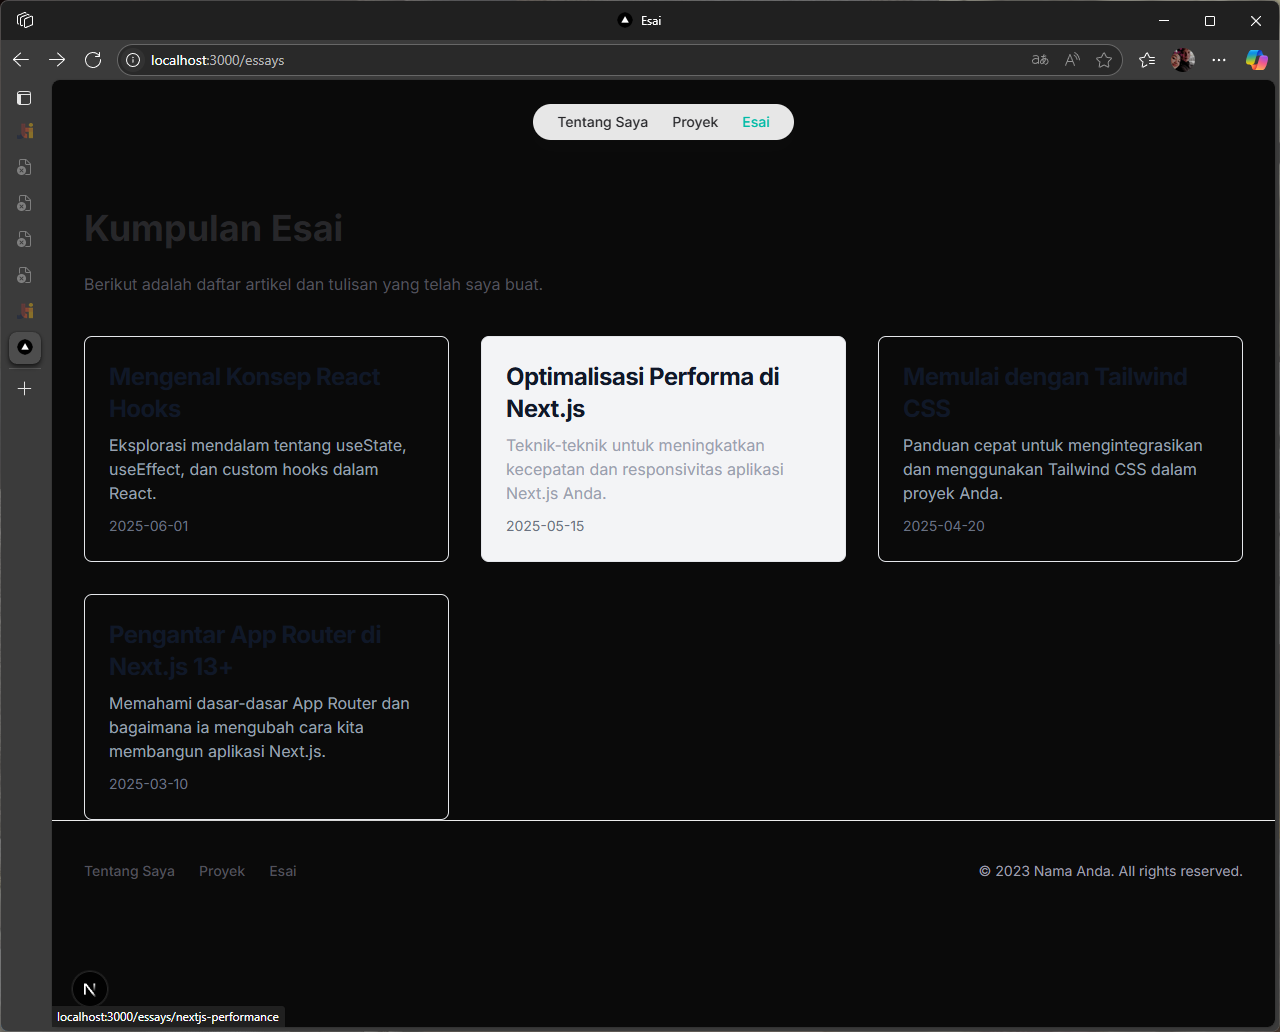 Esai
localhost:3000/essays
Tentang Saya Proyek Esai
Kumpulan Esai
Berikut adalah daftar artikel dan tulisan yang telah saya buat.
Mengenal Konsep React
Hooks
Eksplorasi mendalam tentang useState,
useEffect, dan custom hooks dalam
React.
2025-06-01
Optimalisasi Performa di
Next.js
Teknik-teknik untuk meningkatkan
kecepatan dan responsivitas aplikasi
Next.js Anda.
2025-05-15
Memulai dengan Tailwind
CSS
Panduan cepat untuk mengintegrasikan
dan menggunakan Tailwind CSS dalam
proyek Anda.
2025-04-20
Pengantar App Router di
Next.js 13+
Memahami dasar-dasar App Router dan
bagaimana ia mengubah cara kita
membangun aplikasi Next.js.
2025-03-10
Tentang Saya Proyek Esai
© 2023 Nama Anda. All rights reserved.
N
localhost:3000/essays/nextjs-performance